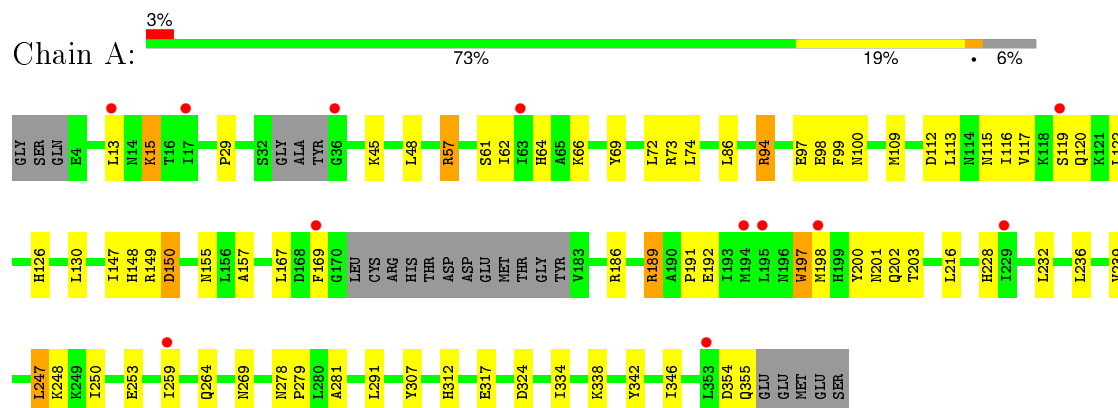 3%
Chain A:
73% 19% • 6%
GLY SER GLN E4 L13 N14 K15 T16 I17 P29 S32 GLY ALA TYR G36 K45 L48 R57 S61 I62 I63 H64 A65 K66 Y69 L72 R73 L74 L86 R94 E97 E98 F99 N100 M109 D112 L113 N114 N115 I116 V117 K118 S119 Q120 K121 L122
H126 L130 I147 H148 R149 D150 N155 L156 A157 L167 D168 F169 G170 LEU CYS ARG HIS THR ASP ASP GLU MET THR GLY TYR V183 R186 R189 A190 P191 E192 I193 M194 L195 N196 W197 M198 H199 Y200 N201 Q202 T203 L216 H228 I229 L232 L236 V239
L247 K248 K249 I250 E253 I259 Q264 N269 N278 P279 L280 A281 L291 Y307 H312 E317 D324 I334 K338 Y342 I346 L353 D354 Q355 GLU GLU MET GLU SER